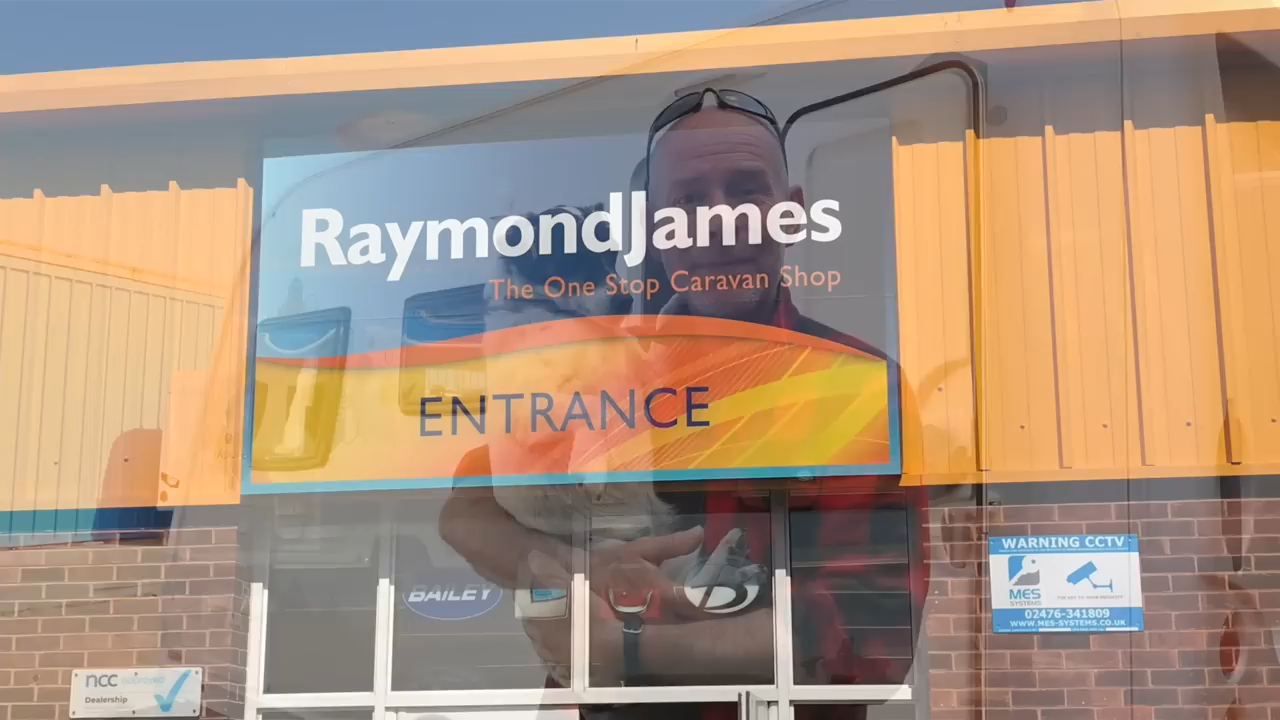 RaymondJames
The One Stop Caravan Shop
ENTRANCE
BAILEY
WARNING CCTV
MES
SYSTEMS
02476-341809
WWW.MES-SYSTEMS.CO.UK
ncc
Dealership